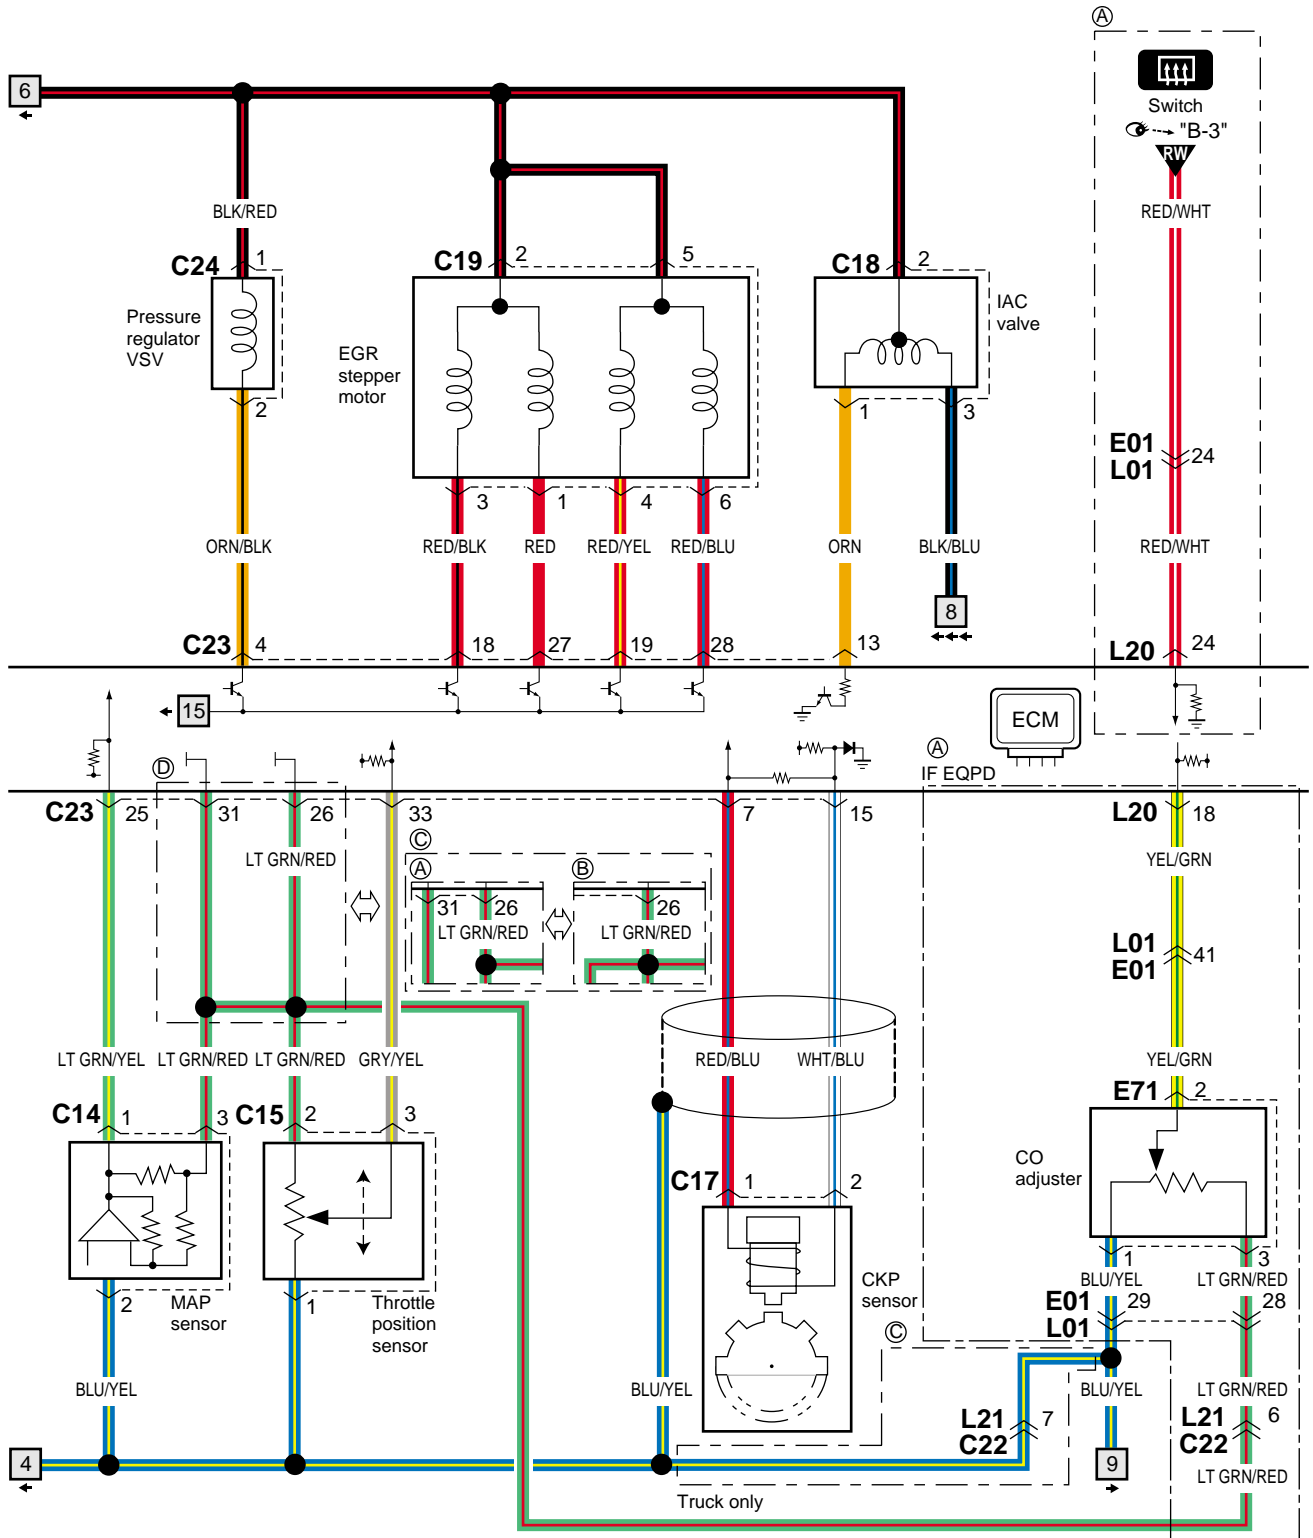 A
6
Switch
"B-3"
RW
BLK/RED
RED/WHT
C24 1
C19 2 5
C18 2
Pressure
regulator
VSV
EGR
stepper
motor
IAC
valve
2
1 3
E01
L01
24
3 1 4 6
ORN/BLK RED/BLK RED RED/YEL RED/BLU ORN BLK/BLU RED/WHT
8
C23 4 18 27 19 28 13
L20 24
15
ECM
D
A
IF EQPD
C23 25 31 26 33 7 15
L20 18
C
LT GRN/RED
YEL/GRN
A B
31 26 26
LT GRN/RED LT GRN/RED
L01
E01
41
LT GRN/YEL LT GRN/RED LT GRN/RED GRY/YEL RED/BLU WHT/BLU YEL/GRN
C14 1 3
C15 2 3
E71 2
CO
adjuster
C17 1 2
1 3
BLU/YEL LT GRN/RED
CKP
sensor
2 MAP
sensor
1 Throttle
position
sensor
E01
L01
29 28
C
BLU/YEL BLU/YEL BLU/YEL LT GRN/RED
L21
C22
7
L21
C22
6
4
9
LT GRN/RED
Truck only